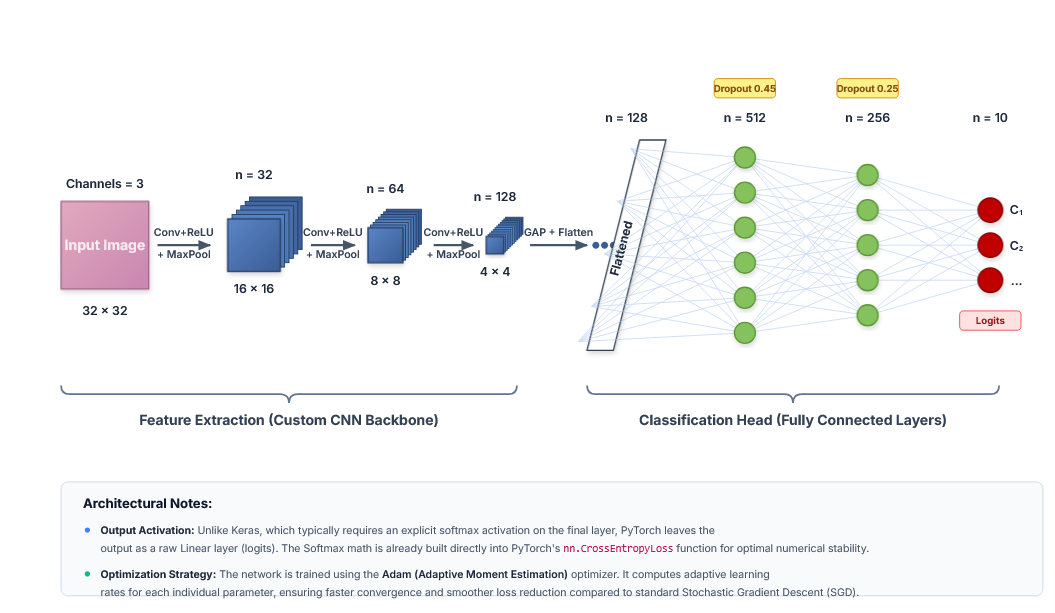 Dropout 0.45
Dropout 0.25
n = 128
n = 512
n = 256
n = 10
Channels = 3
n = 32
n = 64
n = 128
Input Image
Conv+ReLU
+ MaxPool
Conv+ReLU
+ MaxPool
Conv+ReLU
+ MaxPool
GAP + Flatten
Flattened
C₁
C₂
...
32 × 32
16 × 16
8 × 8
4 × 4
Logits
Feature Extraction (Custom CNN Backbone)
Classification Head (Fully Connected Layers)
Architectural Notes:
Output Activation: Unlike Keras, which typically requires an explicit softmax activation on the final layer, PyTorch leaves the
output as a raw Linear layer (logits). The Softmax math is already built directly into PyTorch's nn.CrossEntropyLoss function for optimal numerical stability.
Optimization Strategy: The network is trained using the Adam (Adaptive Moment Estimation) optimizer. It computes adaptive learning
rates for each individual parameter, ensuring faster convergence and smoother loss reduction compared to standard Stochastic Gradient Descent (SGD).